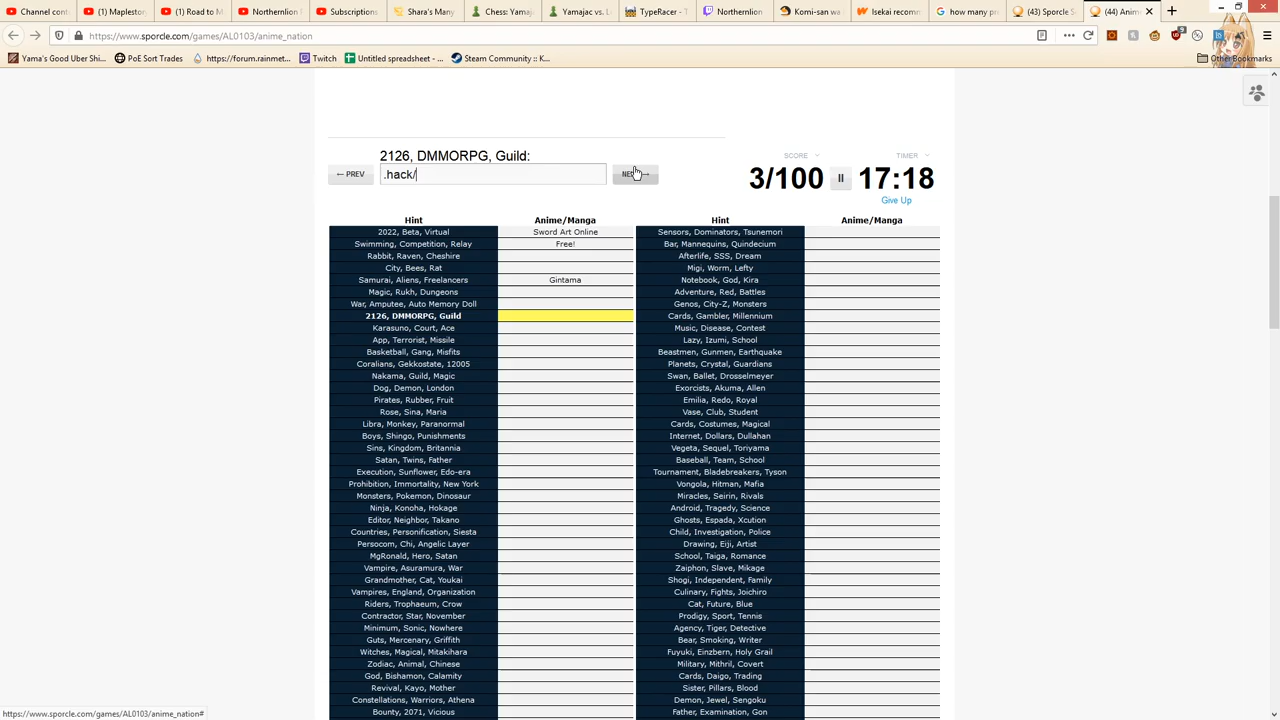 Channel conte
(1) Maplestor
(1) Road to M
Northernlion F
Subscriptions
Shara's Many
Chess: Yamaja
Yamajac vs. L
TypeRacer - T
Northernlion
Komi-san wa
Isekai recomm
how many pr
(43) Sporcle S
(44) Anime
https://www.sporcle.com/games/AL0103/anime_nation
Yama's Good Uber Shi...
PoE Sort Trades
https://forum.rainmet...
Twitch
Untitled spreadsheet - ...
Steam Community :: K...
Other Bookmarks
2126, DMMORPG, Guild:
SCORE
TIMER
← PREV
.hack/
3/100
17:18
Give Up
Hint Anime/Manga Hint Anime/Manga
2022, Beta, Virtual Sword Art Online Sensors, Dominators, Tsunemori
Swimming, Competition, Relay Free! Bar, Mannequins, Quindecium
Rabbit, Raven, Cheshire Afterlife, SSS, Dream
City, Bees, Rat Migi, Worm, Lefty
Samurai, Aliens, Freelancers Gintama Notebook, God, Kira
Magic, Rukh, Dungeons Adventure, Red, Battles
War, Amputee, Auto Memory Doll Genos, City-Z, Monsters
2126, DMMORPG, Guild Cards, Gambler, Millennium
Karasuno, Court, Ace Music, Disease, Contest
App, Terrorist, Missile Lazy, Izumi, School
Basketball, Gang, Misfits Beastmen, Gunmen, Earthquake
Coralians, Gekkostate, 12005 Planets, Crystal, Guardians
Nakama, Guild, Magic Swan, Ballet, Drosselmeyer
Dog, Demon, London Exorcists, Akuma, Allen
Pirates, Rubber, Fruit Emilia, Redo, Royal
Rose, Sina, Maria Vase, Club, Student
Libra, Monkey, Paranormal Cards, Costumes, Magical
Boys, Shingo, Punishments Internet, Dollars, Dullahan
Sins, Kingdom, Britannia Vegeta, Sequel, Toriyama
Satan, Twins, Father Baseball, Team, School
Execution, Sunflower, Edo-era Tournament, Bladebreakers, Tyson
Prohibition, Immortality, New York Vongola, Hitman, Mafia
Monsters, Pokemon, Dinosaur Miracles, Seirin, Rivals
Ninja, Konoha, Hokage Android, Tragedy, Science
Editor, Neighbor, Takano Ghosts, Espada, Xcution
Countries, Personification, Siesta Child, Investigation, Police
Persocom, Chi, Angelic Layer Drawing, Eiji, Artist
MgRonald, Hero, Satan School, Taiga, Romance
Vampire, Asuramura, War Zaiphon, Slave, Mikage
Grandmother, Cat, Youkai Shogi, Independent, Family
Vampires, England, Organization Culinary, Fights, Joichiro
Riders, Trophaeum, Crow Cat, Future, Blue
Contractor, Star, November Prodigy, Sport, Tennis
Minimum, Sonic, Nowhere Agency, Tiger, Detective
Guts, Mercenary, Griffith Bear, Smoking, Writer
Witches, Magical, Mitakihara Fuyuki, Einzbern, Holy Grail
Zodiac, Animal, Chinese Military, Mithril, Covert
God, Bishamon, Calamity Cards, Daigo, Trading
Revival, Kayo, Mother Sister, Pillars, Blood
Constellations, Warriors, Athena Demon, Jewel, Sengoku
Bounty, 2071, Vicious Father, Examination, Gon
https://www.sporcle.com/games/AL0103/anime_nation#